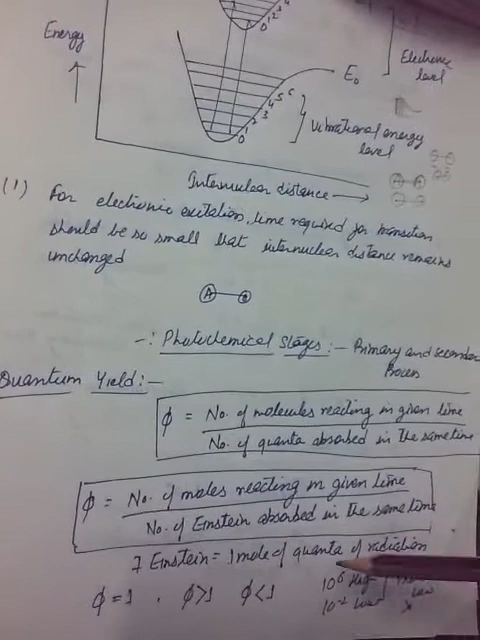 0 1 2 3 4
Energy
Electronic
level
E₀
0 1 2 3 4 5 6
Vibrational energy
level
Internuclear distance →
(1) For electronic excitation, time required for transition
should be so small that internuclear distance remains
unchanged
A B
-: Photochemical Stages:- Primary and secondary
Process
Quantum Yield:-
ϕ = No. of molecules reacting in given time
No. of quanta absorbed in the same time
ϕ = No. of moles reacting in given time
No. of Einstein absorbed in the same time
1 Einstein = 1 mole of quanta of radiation
ϕ = 1 . ϕ > 1 ϕ < 1
10⁶ High
10⁻² low